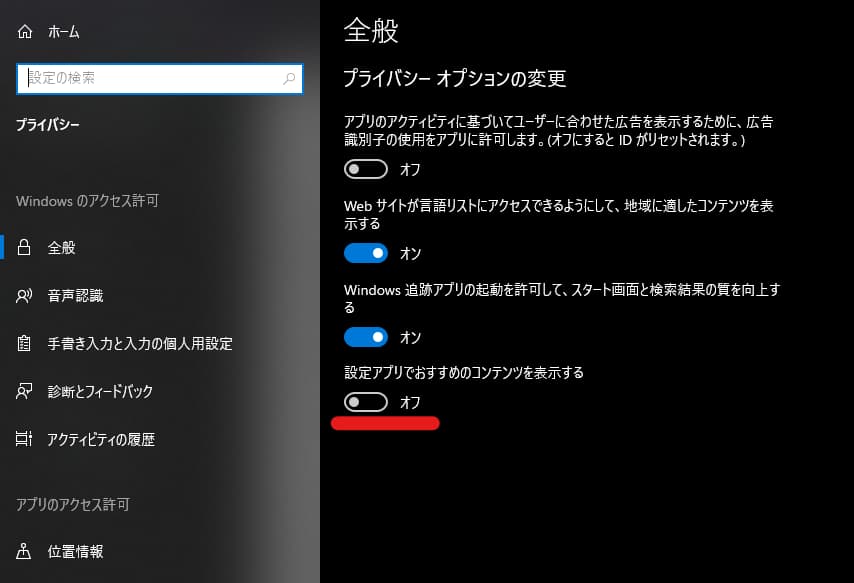 ホーム
設定の検索
プライバシー
Windows のアクセス許可
全般
音声認識
手書き入力と入力の個人用設定
診断とフィードバック
アクティビティの履歴
アプリのアクセス許可
位置情報
全般
プライバシー オプションの変更
アプリのアクティビティに基づいてユーザーに合わせた広告を表示するために、広告
識別子の使用をアプリに許可します。(オフにすると ID がリセットされます。)
オフ
Web サイトが言語リストにアクセスできるようにして、地域に適したコンテンツを表
示する
オン
Windows 追跡アプリの起動を許可して、スタート画面と検索結果の質を向上す
る
オン
設定アプリでおすすめのコンテンツを表示する
オフ